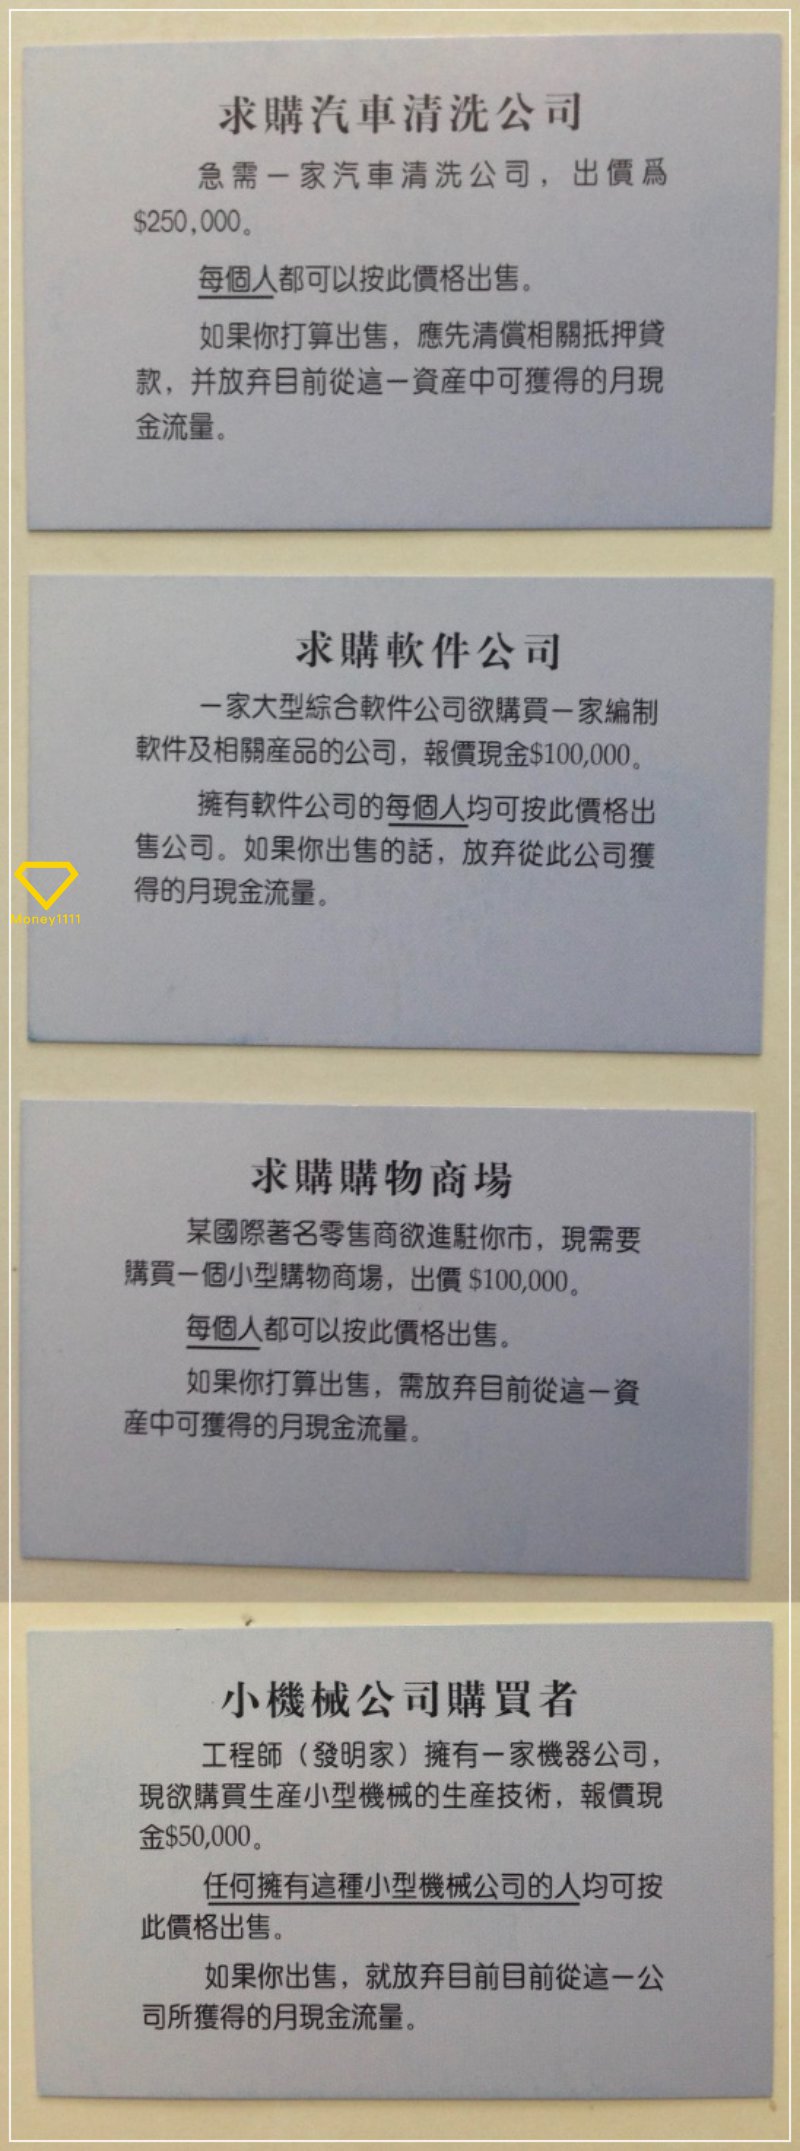 求購汽車清洗公司
急需一家汽車清洗公司，出價爲
$250,000。
每個人都可以按此價格出售。
如果你打算出售，應先清償相關抵押貸
款，并放弃目前從這一資産中可獲得的月現
金流量。
求購軟件公司
一家大型綜合軟件公司欲購買一家編制
軟件及相關産品的公司，報價現金$100,000。
擁有軟件公司的每個人均可按此價格出
售公司。如果你出售的話，放弃從此公司獲
得的月現金流量。
Money1111
求購購物商場
某國際著名零售商欲進駐你市，現需要
購買一個小型購物商場，出價 $100,000。
每個人都可以按此價格出售。
如果你打算出售，需放弃目前從這一資
産中可獲得的月現金流量。
小機械公司購買者
工程師（發明家）擁有一家機器公司，
現欲購買生産小型機械的生産技術，報價現
金$50,000。
任何擁有這種小型機械公司的人均可按
此價格出售。
如果你出售，就放弃目前目前從這一公
司所獲得的月現金流量。